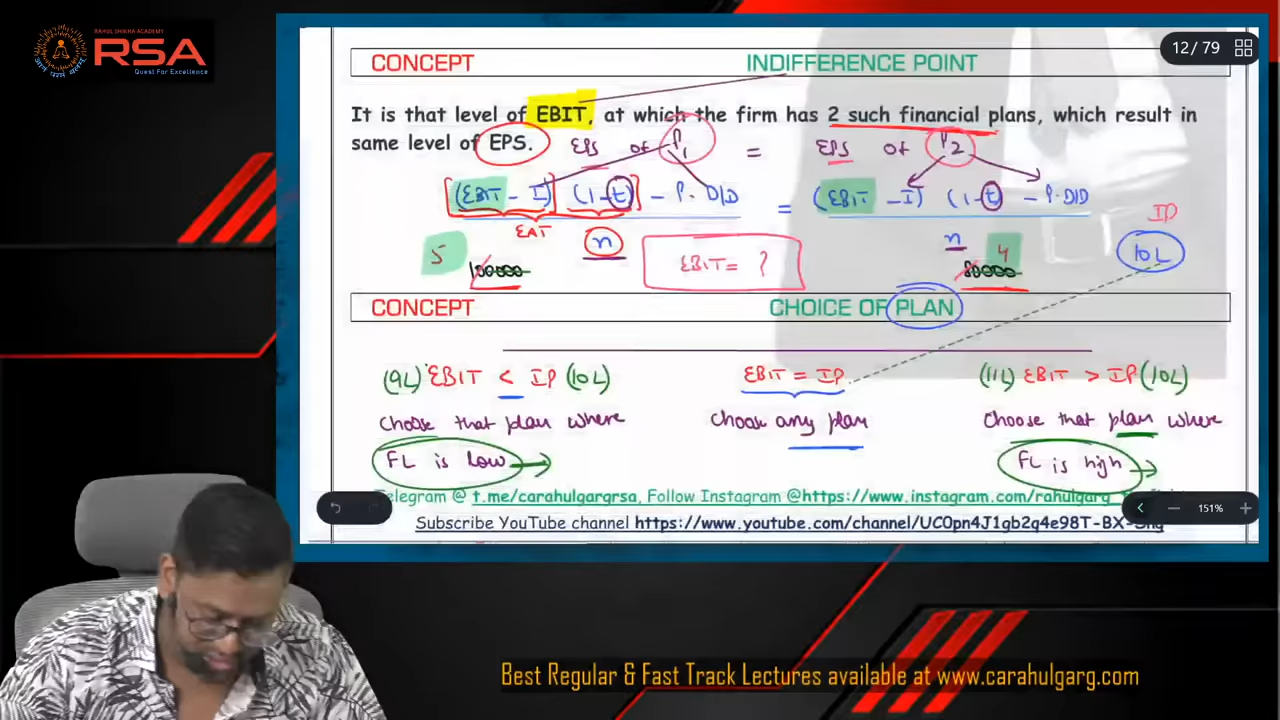 RAHUL SHIKHA ACADEMY
RSA
Quest For Excellence
12 / 79
CONCEPT INDIFFERENCE POINT
It is that level of EBIT, at which the firm has 2 such financial plans, which result in
same level of EPS. EPS of P1 = EPS of P2
[(EBIT - I) (1-t)] - P. D/D = (EBIT - I) (1-t) - P. D/D
EAT
n n
IP
10L
5 100000 EBIT = ? 80000 4
CONCEPT CHOICE OF PLAN
(9L) EBIT < IP (10L) EBIT = IP (11L) EBIT > IP (10L)
Choose that plan where Choose any plan Choose that plan where
FL is low FL is high
Telegram @ t.me/carahulgargrsa, Follow Instagram @https://www.instagram.com/rahulgarg
Subscribe YouTube channel https://www.youtube.com/channel/UC0pn4J1gb2q4e98T-BX-
151%
Best Regular & Fast Track Lectures available at www.carahulgarg.com